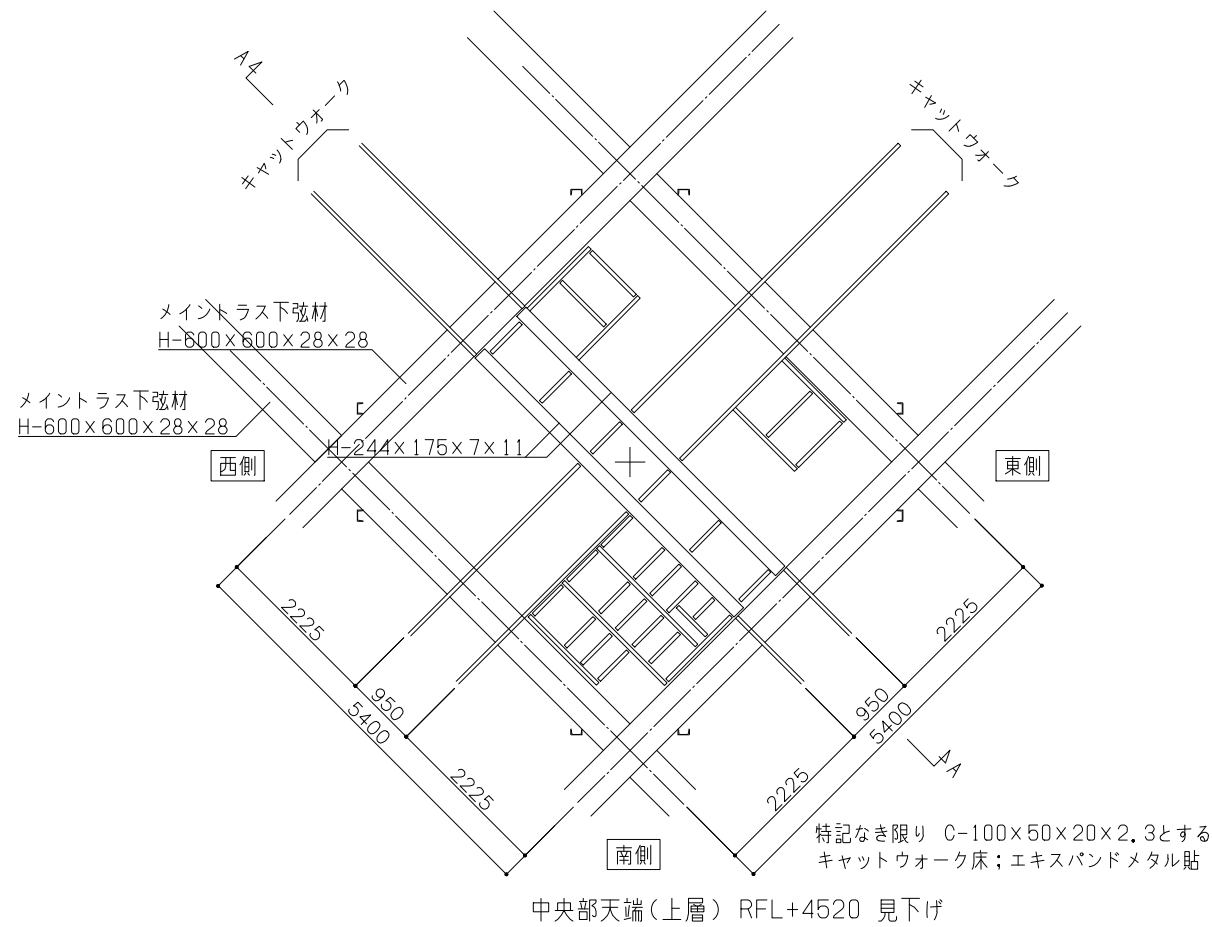 A4
キャットウォーク
キャットウォーク
メイントラス下弦材
H-600×600×28×28
メイントラス下弦材
H-600×600×28×28
H-244×175×7×11
西側
東側
2225
950
5400
2225
2225
950
5400
2225
AA
特記なき限り C-100×50×20×2.3とする
キャットウォーク床；エキスパンドメタル貼
南側
中央部天端(上層) RFL+4520 見下げ